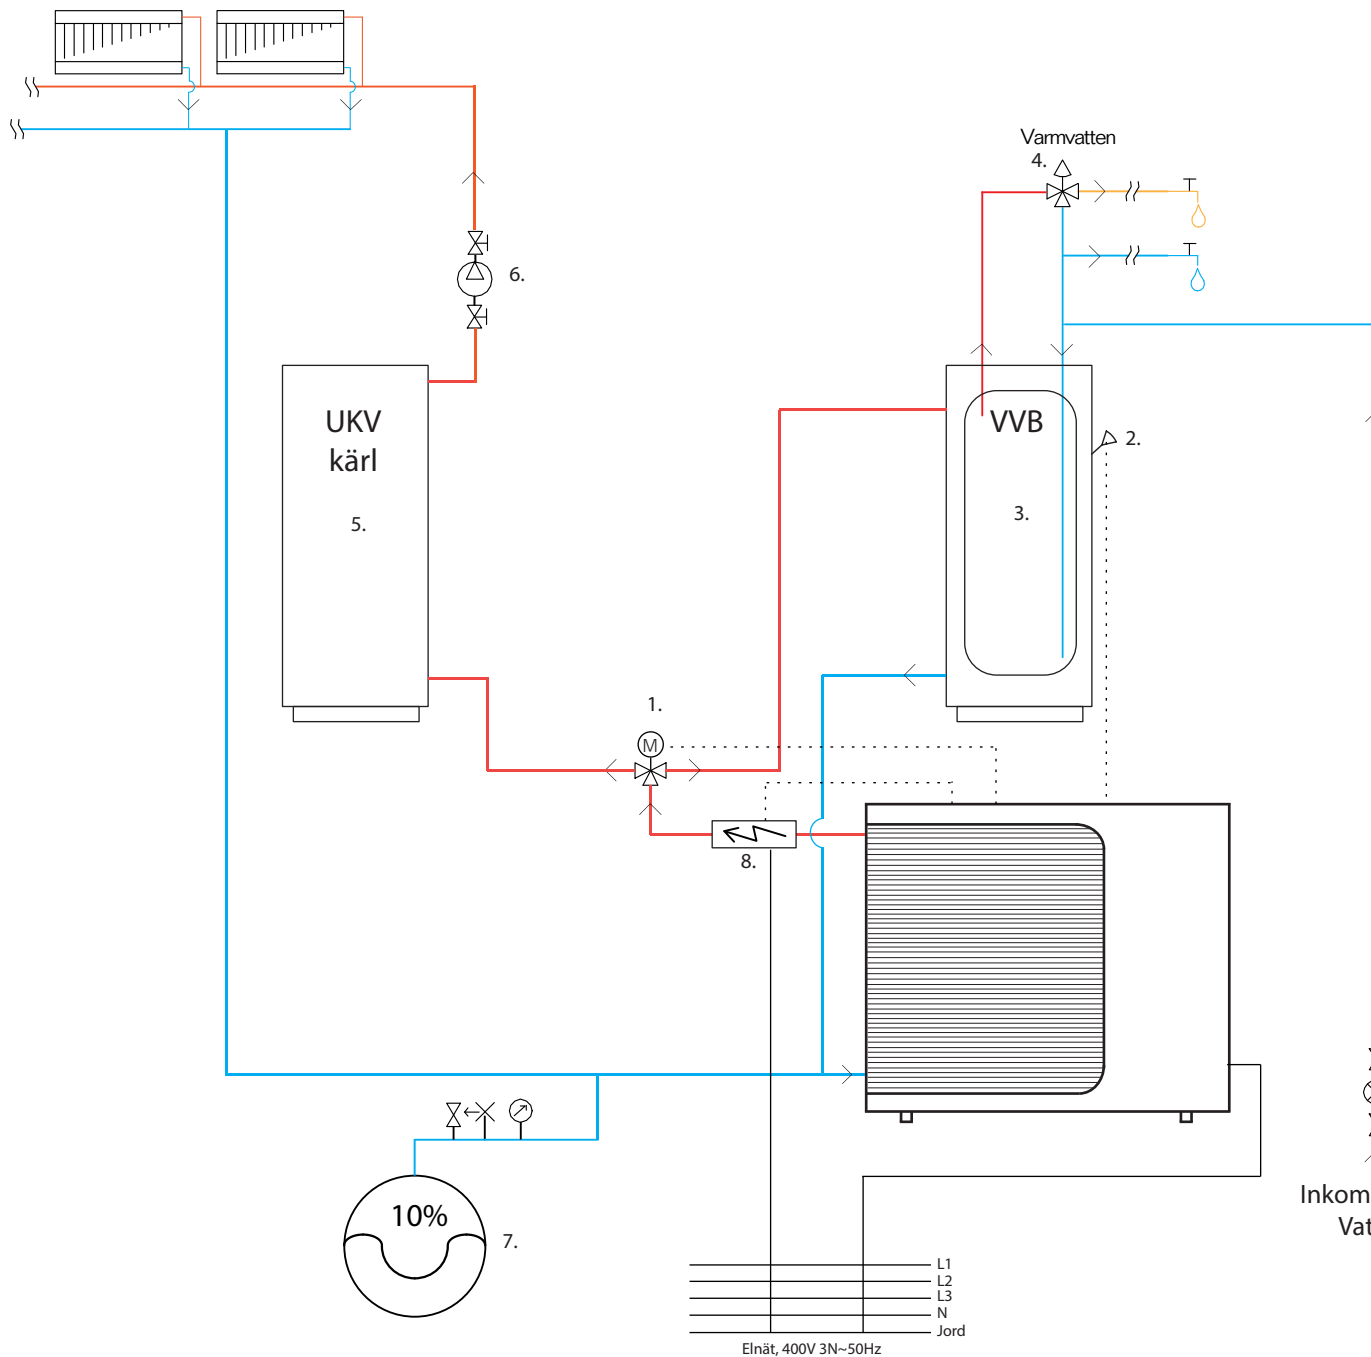 Varmvatten
4.
6.
UKV
kärl
5.
VVB
2.
3.
1.
M
8.
10%
7.
Inkom
Vat
L1
L2
L3
N
Jord
Elnät, 400V 3N~50Hz